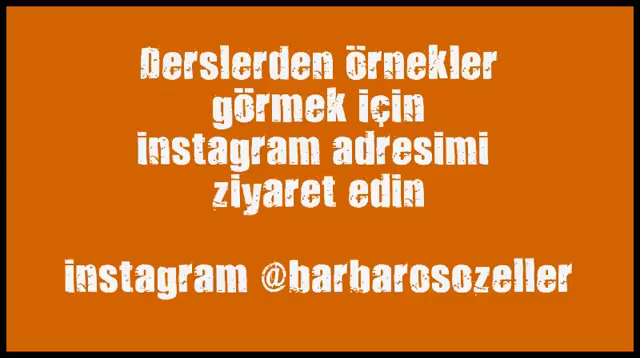 Derslerden örnekler
görmek için
instagram adresimi
ziyaret edin
instagram @barbarosozeller